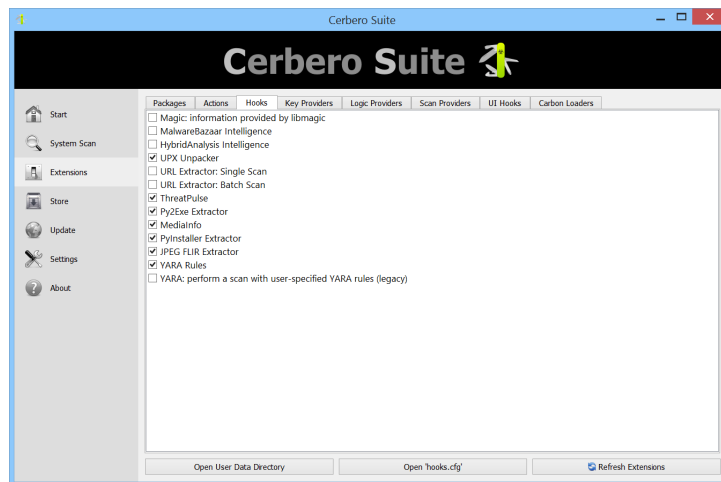 Cerbero Suite
Cerbero Suite
Start
System Scan
Extensions
Store
Update
Settings
About
Packages Actions Hooks Key Providers Logic Providers Scan Providers UI Hooks Carbon Loaders
Magic: information provided by libmagic
MalwareBazaar Intelligence
HybridAnalysis Intelligence
UPX Unpacker
URL Extractor: Single Scan
URL Extractor: Batch Scan
ThreatPulse
Py2Exe Extractor
MediaInfo
PyInstaller Extractor
JPEG FLIR Extractor
YARA Rules
YARA: perform a scan with user-specified YARA rules (legacy)
Open User Data Directory Open 'hooks.cfg' Refresh Extensions